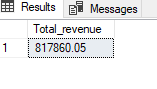 Results Messages
Total_revenue
1 817860.05